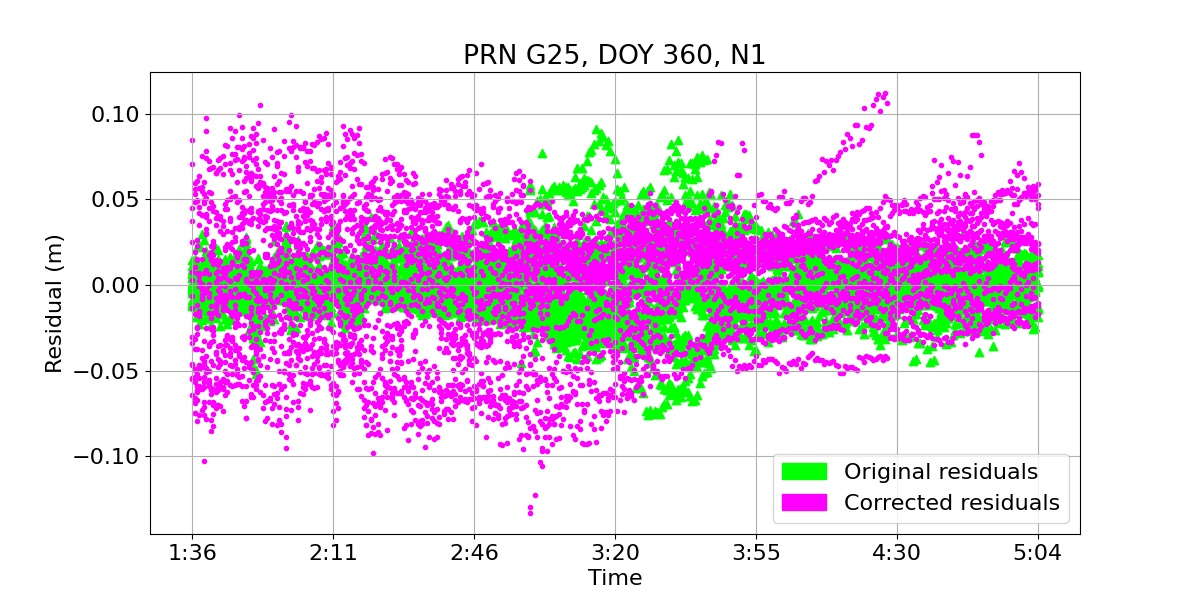 PRN G25, DOY 360, N1
Residual (m)
0.10
0.05
0.00
−0.05
−0.10
Original residuals
Corrected residuals
1:36 2:11 2:46 3:20 3:55 4:30 5:04
Time